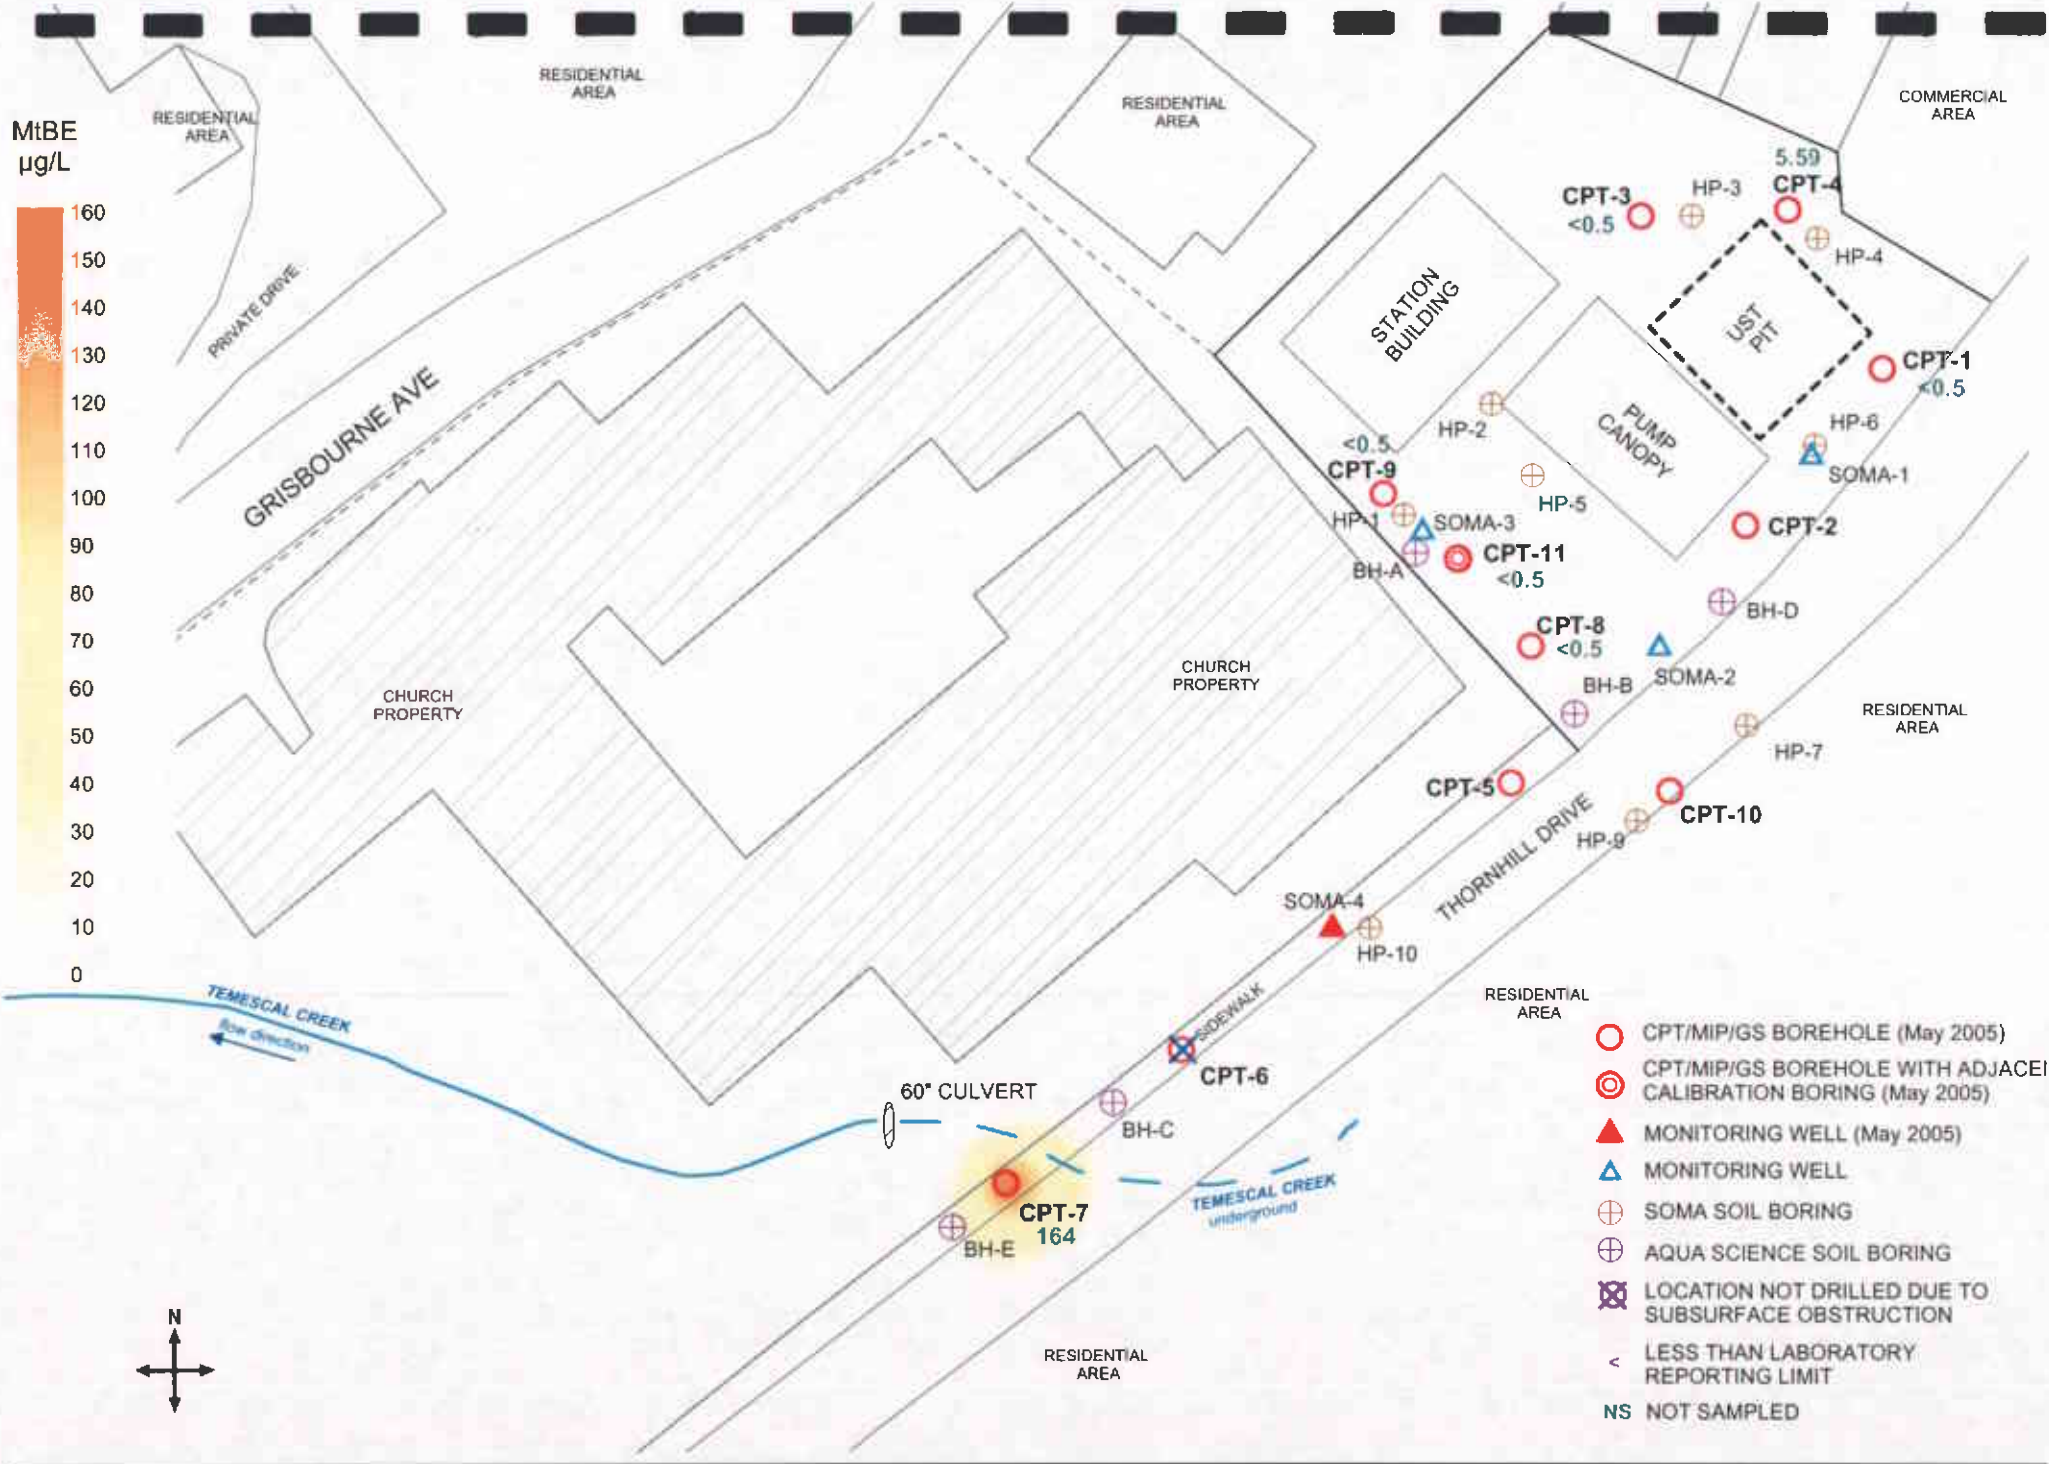 RESIDENTIAL
AREA
RESIDENTIAL
AREA
RESIDENTIAL
AREA
COMMERCIAL
AREA
MtBE
µg/L
160
150
140
130
120
110
100
90
80
70
60
50
40
30
20
10
0
PRIVATE DRIVE
GRISBOURNE AVE
5.59
CPT-4
HP-3
CPT-3
<0.5
HP-4
STATION
BUILDING
UST
PIT
CPT-1
<0.5
PUMP
CANOPY
HP-2
HP-6
SOMA-1
<0.5
CPT-9
HP-5
HP-1
SOMA-3
CPT-2
CPT-11
<0.5
BH-A
BH-D
CPT-8
<0.5
CHURCH
PROPERTY
CHURCH
PROPERTY
BH-B
SOMA-2
RESIDENTIAL
AREA
HP-7
CPT-5
CPT-10
HP-9
THORNHILL DRIVE
SOMA-4
HP-10
SIDEWALK
RESIDENTIAL
AREA
TEMESCAL CREEK
flow direction
CPT-6
60" CULVERT
BH-C
TEMESCAL CREEK
underground
CPT-7
164
BH-E
N
RESIDENTIAL
AREA
CPT/MIP/GS BOREHOLE (May 2005)
CPT/MIP/GS BOREHOLE WITH ADJACE
CALIBRATION BORING (May 2005)
MONITORING WELL (May 2005)
MONITORING WELL
SOMA SOIL BORING
AQUA SCIENCE SOIL BORING
LOCATION NOT DRILLED DUE TO
SUBSURFACE OBSTRUCTION
< LESS THAN LABORATORY
REPORTING LIMIT
NS NOT SAMPLED